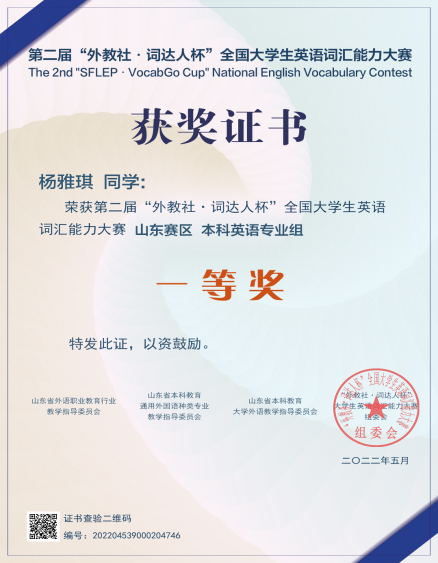 第二届“外教社·词达人杯”全国大学生英语词汇能力大赛
The 2nd "SFLEP · VocabGo Cup" National English Vocabulary Contest
获奖证书
杨雅琪 同学：
荣获第二届“外教社·词达人杯”全国大学生英语
词汇能力大赛 山东赛区 本科英语专业组
一等奖
特发此证，以资鼓励。
山东省外语职业教育行业
教学指导委员会
山东省本科教育
通用外国语种类专业
教学指导委员会
山东省本科教育
大学外语教学指导委员会
“外教社·词达人杯”
大学生英语词汇能力大赛
组委会
组委会
二〇二二年五月
证书查验二维码
编号：202204539000204746